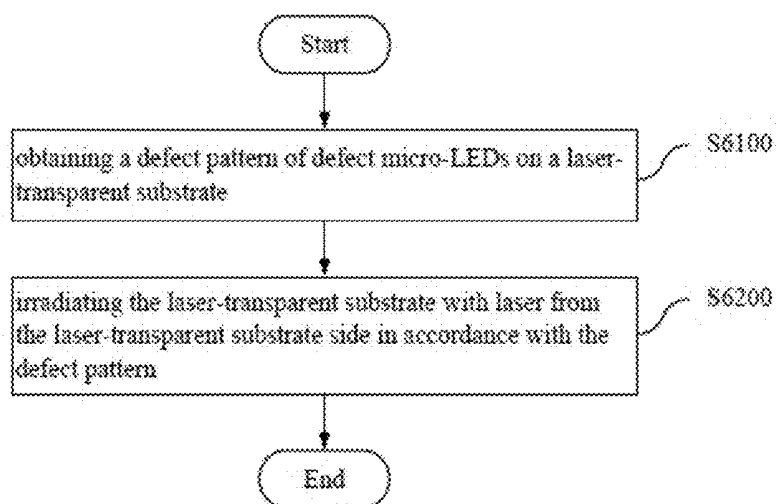 Start
obtaining a defect pattern of defect micro-LEDs on a laser-
transparent substrate
S6100
irradiating the laser-transparent substrate with laser from
the laser-transparent substrate side in accordance with the
defect pattern
S6200
End